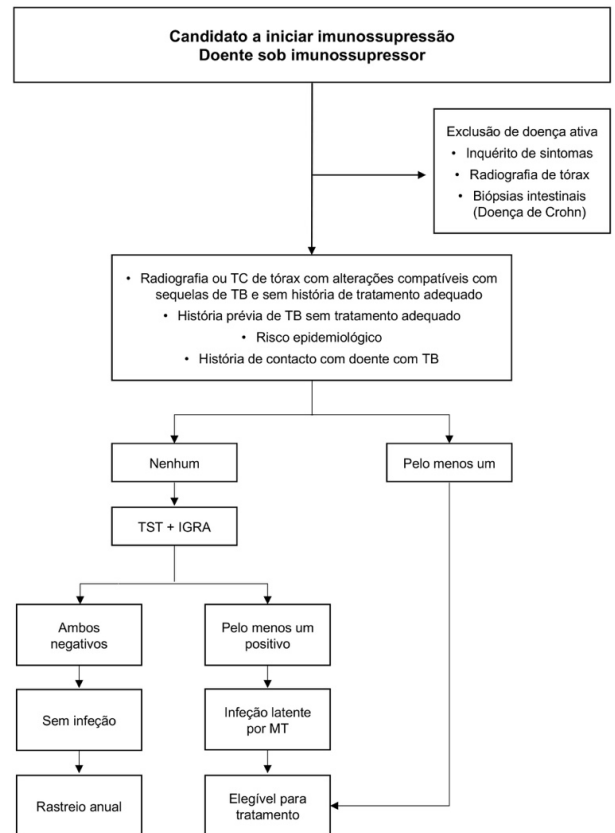 Candidato a iniciar imunossupressão
Doente sob imunossupressor
Exclusão de doença ativa
• Inquérito de sintomas
• Radiografia de tórax
• Biópsias intestinais
(Doença de Crohn)
• Radiografia ou TC de tórax com alterações compatíveis com
sequelas de TB e sem história de tratamento adequado
• História prévia de TB sem tratamento adequado
• Risco epidemiológico
• História de contacto com doente com TB
Nenhum
Pelo menos um
TST + IGRA
Ambos
negativos
Pelo menos um
positivo
Sem infeção
Infeção latente
por MT
Rastreio anual
Elegível para
tratamento